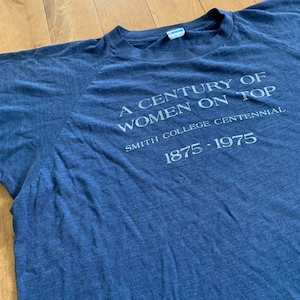 A CENTURY OF
WOMEN ON TOP
SMITH COLLEGE CENTENNIAL
1875 - 1975